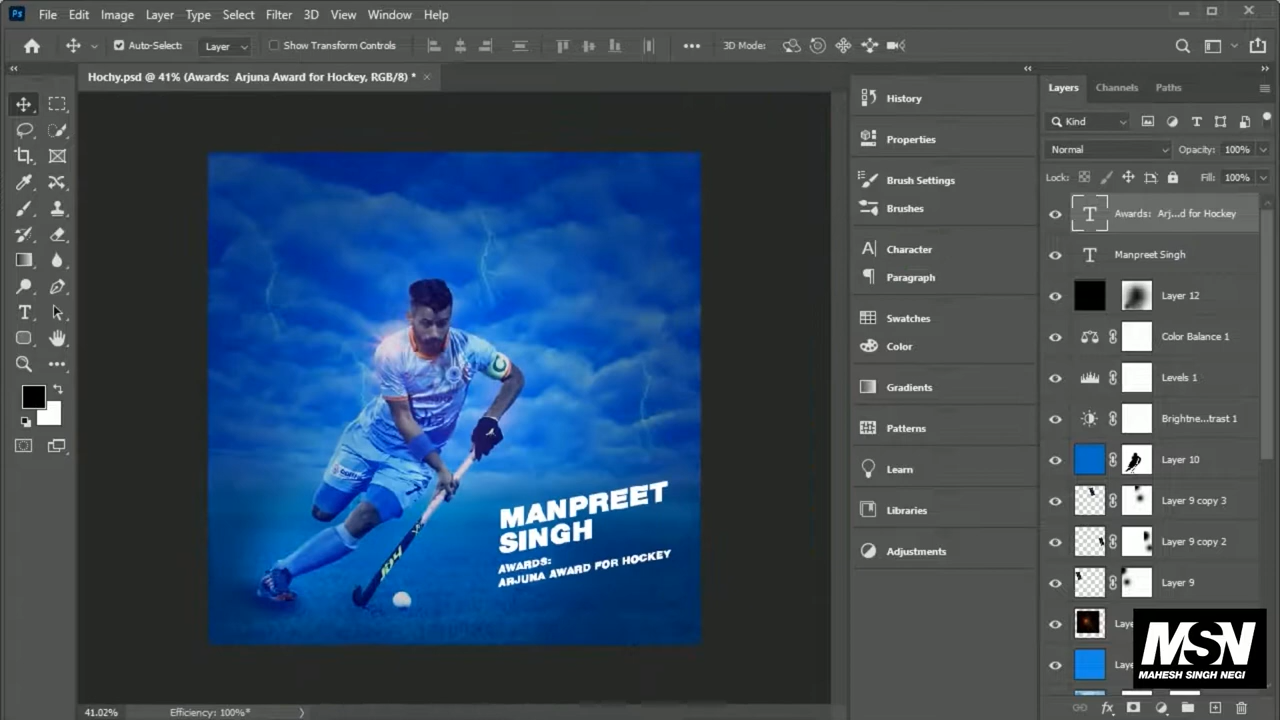 Ps File Edit Image Layer Type Select Filter 3D View Window Help
Auto-Select: Layer Show Transform Controls 3D Mode:
Hochy.psd @ 41% (Awards: Arjuna Award for Hockey, RGB/8) *
History
Properties
Brush Settings
Brushes
Character
Paragraph
Swatches
Color
Gradients
Patterns
Learn
Libraries
Adjustments
Layers Channels Paths
Kind
Normal Opacity: 100%
Lock: Fill: 100%
Awards: Arj...d for Hockey
Manpreet Singh
Layer 12
Color Balance 1
Levels 1
Brightne...trast 1
Layer 10
Layer 9 copy 3
Layer 9 copy 2
Layer 9
MANPREET
SINGH
AWARDS:
ARJUNA AWARD FOR HOCKEY
MSN
MAHESH SINGH NEGI
41.02% Efficiency: 100%*